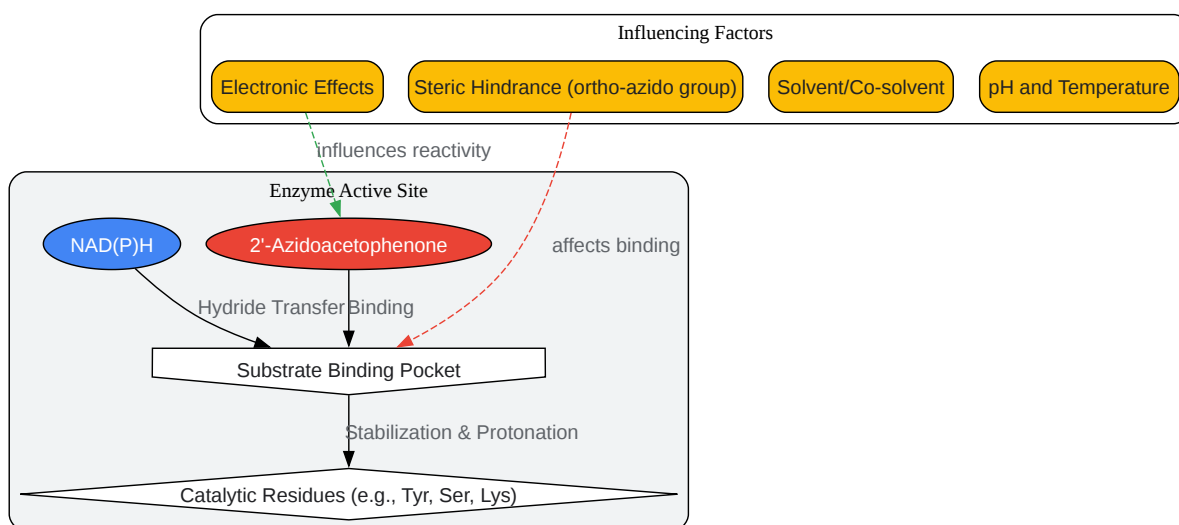 Influencing Factors
Electronic Effects
Steric Hindrance (ortho-azido group)
Solvent/Co-solvent
pH and Temperature
influences reactivity
Enzyme Active Site
NAD(P)H
2'-Azidoacetophenone
affects binding
Hydride Transfer
Binding
Substrate Binding Pocket
Stabilization & Protonation
Catalytic Residues (e.g., Tyr, Ser, Lys)